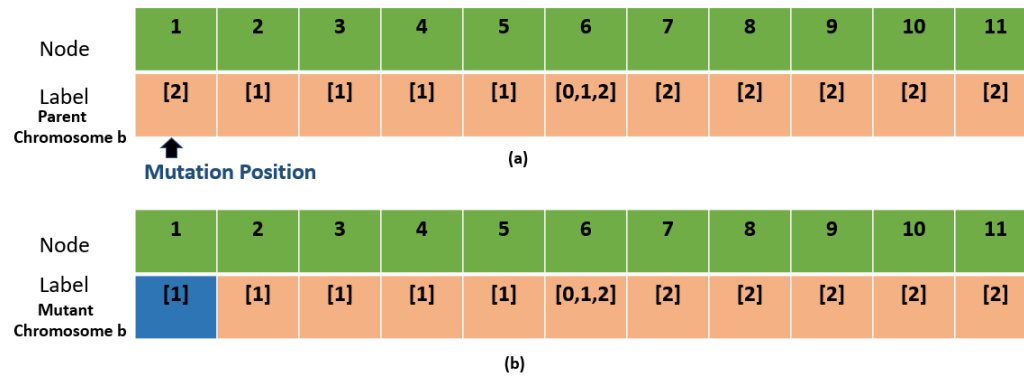 Node 1 2 3 4 5 6 7 8 9 10 11
Label [2] [1] [1] [1] [1] [0,1,2] [2] [2] [2] [2] [2]
Parent
Chromosome b
Mutation Position
(a)
Node 1 2 3 4 5 6 7 8 9 10 11
Label [1] [1] [1] [1] [1] [0,1,2] [2] [2] [2] [2] [2]
Mutant
Chromosome b
(b)